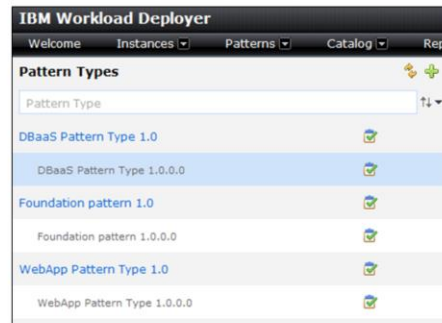 IBM Workload Deployer
Welcome Instances Patterns Catalog Rep
Pattern Types
Pattern Type
DBaaS Pattern Type 1.0
DBaaS Pattern Type 1.0.0.0
Foundation pattern 1.0
Foundation pattern 1.0.0.0
WebApp Pattern Type 1.0
WebApp Pattern Type 1.0.0.0